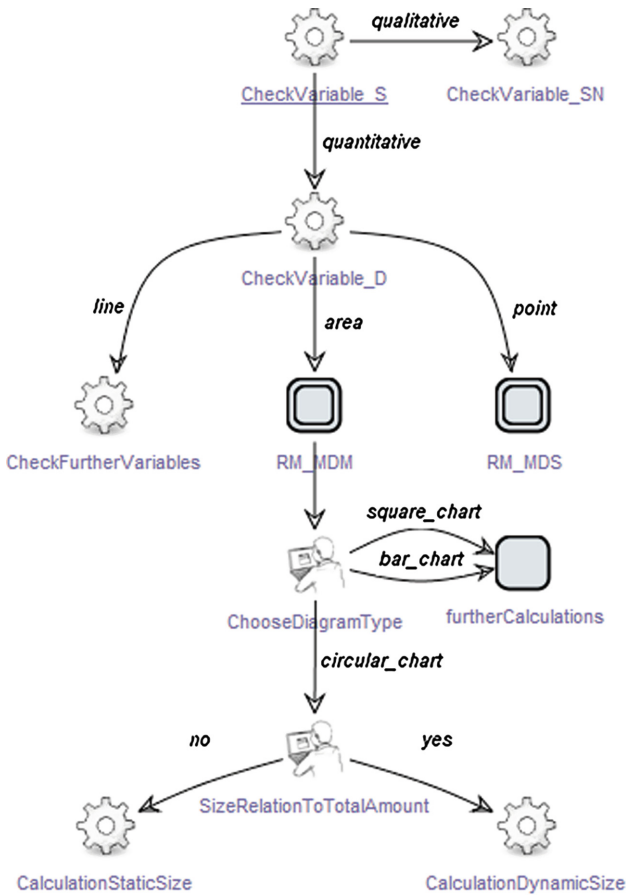 qualitative
CheckVariable_S
CheckVariable_SN
quantitative
CheckVariable_D
line
area
point
CheckFurtherVariables
RM_MDM
RM_MDS
square_chart
bar_chart
ChooseDiagramType
furtherCalculations
circular_chart
no
yes
SizeRelationToTotalAmount
CalculationStaticSize
CalculationDynamicSize